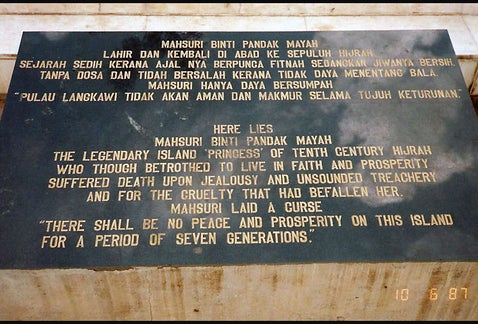 MAHSURI BINTI PANDAK MAYAH
LAHIR DAN KEMBALI DI ABAD KE SEPULUH HIJRAH
SEJARAH SEDIH KERANA AJAL NYA BERPUNCA FITNAH SEDANGKAN JIWANYA BERSIH,
TANPA DOSA DAN TIDAH BERSALAH KERANA TIDAK DAYA MENENTANG BALA.
MAHSURI HANYA DAYA BERSUMPAH
"PULAU LANGKAWI TIDAK AKAN AMAN DAN MAKMUR SELAMA TUJUH KETURUNAN."
HERE LIES
MAHSURI BINTI PANDAK MAYAH
THE LEGENDARY ISLAND 'PRINCESS' OF TENTH CENTURY HIJRAH
WHO THOUGH BETROTHED TO LIVE IN FAITH AND PROSPERITY
SUFFERED DEATH UPON JEALOUSY AND UNSOUNDED TREACHERY
AND FOR THE CRUELTY THAT HAD BEFALLEN HER.
MAHSURI LAID A CURSE
"THERE SHALL BE NO PEACE AND PROSPERITY ON THIS ISLAND
FOR A PERIOD OF SEVEN GENERATIONS."
10 6 87